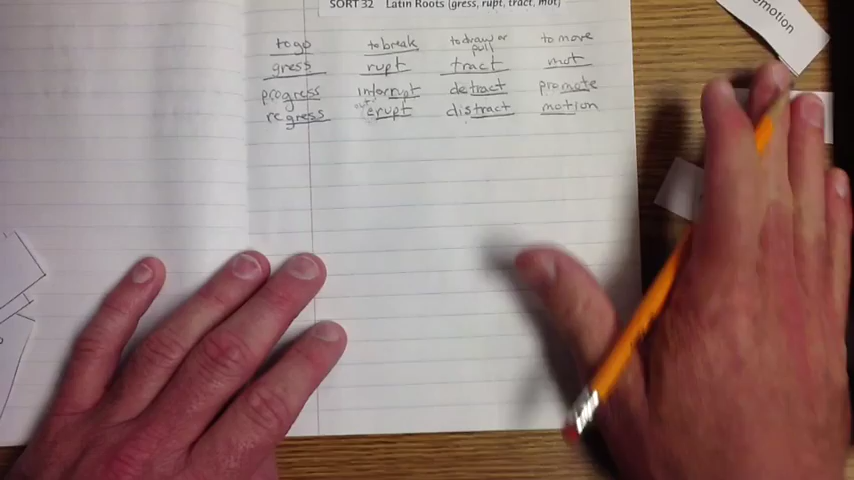 SORT 32 Latin Roots (gress, rupt, tract, mot)
to go to break to draw or pull to move
gress rupt tract mot
progress interrupt detract promote
regress erupt distract motion
omotion